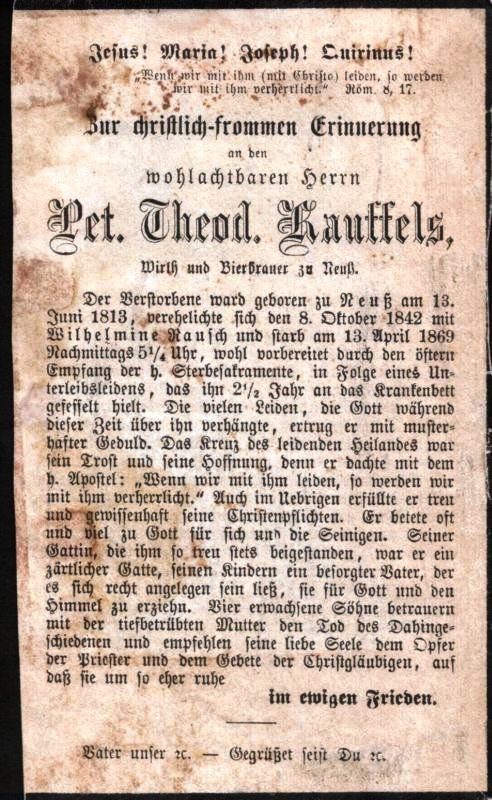 Jesus! Maria! Joseph! Quirinus!
„Wenn wir mit ihm (mit Christo) leiden, so werden
wir mit ihm verherrlicht.“ Röm. 8, 17.
Zur christlich-frommen Erinnerung
an den
wohlachtbaren Herrn
Pet. Theod. Kauffels,
Wirth und Bierbrauer zu Neuß.
Der Verstorbene ward geboren zu Neuß am 13.
Juni 1813, verehelichte sich den 8. Oktober 1842 mit
Wilhelmine Rausch und starb am 13. April 1869
Nachmittags 5¼ Uhr, wohl vorbereitet durch den öftern
Empfang der h. Sterbesakramente, in Folge eines Un-
terleibsleidens, das ihn 2½ Jahr an das Krankenbett
gefesselt hielt. Die vielen Leiden, die Gott während
dieser Zeit über ihn verhängte, ertrug er mit muster-
hafter Geduld. Das Kreuz des leidenden Heilandes war
sein Trost und seine Hoffnung, denn er dachte mit dem
h. Apostel: „Wenn wir mit ihm leiden, so werden wir
mit ihm verherrlicht.“ Auch im Uebrigen erfüllte er treu
und gewissenhaft seine Christenpflichten. Er betete oft
und viel zu Gott für sich und die Seinigen. Seiner
Gattin, die ihm so treu stets beigestanden, war er ein
zärtlicher Gatte, seinen Kindern ein besorgter Vater, der
es sich recht angelegen sein ließ, sie für Gott und den
Himmel zu erziehn. Vier erwachsene Söhne betrauern
mit der tiefbetrübten Mutter den Tod des Dahinge-
schiedenen und empfehlen seine liebe Seele dem Opfer
der Priester und dem Gebete der Christgläubigen, auf
daß sie um so eher ruhe
im ewigen Frieden.
Vater unser ꝛc. — Gegrüßet seist Du ꝛc.